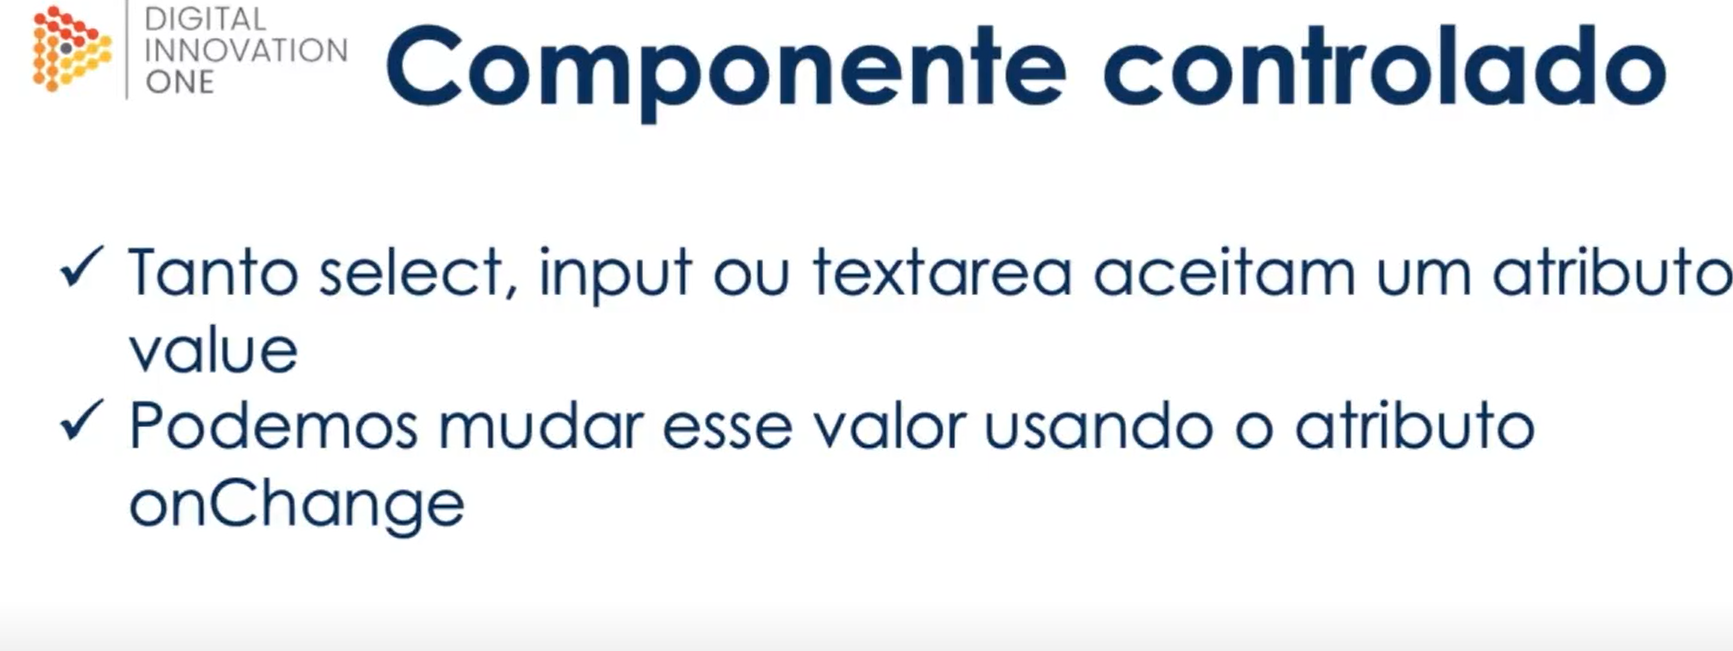 DIGITAL
INNOVATION
ONE
Componente controlado
✓ Tanto select, input ou textarea aceitam um atributo
value
✓ Podemos mudar esse valor usando o atributo
onChange